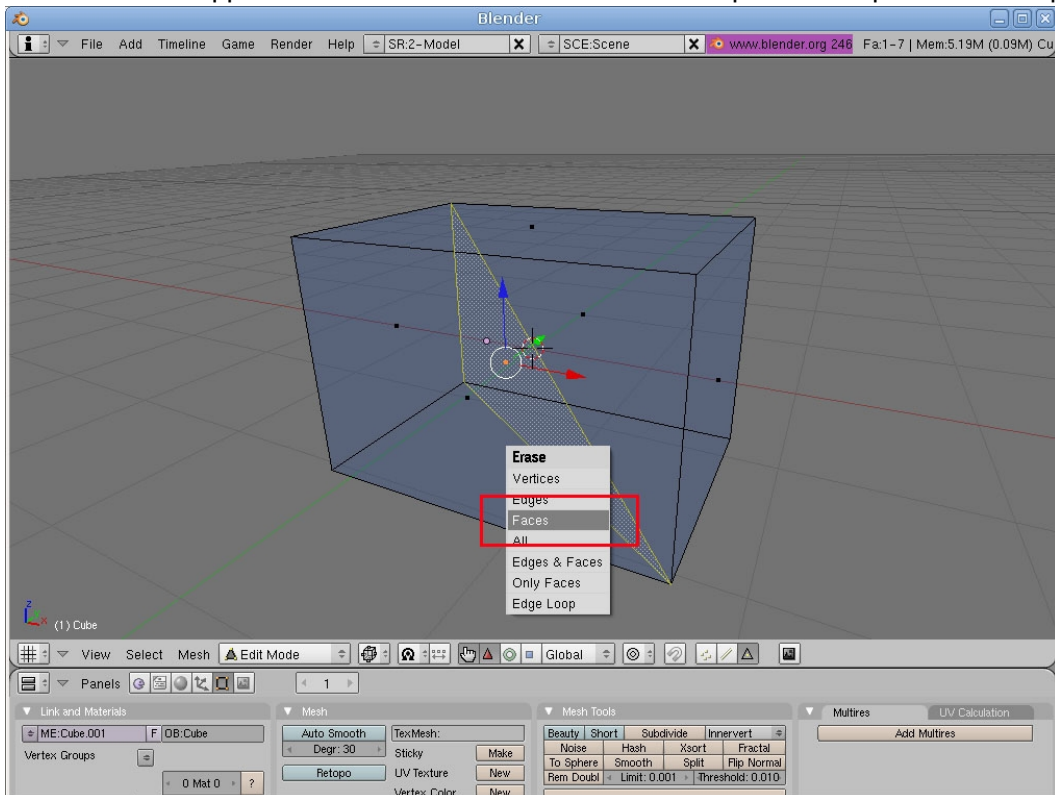 Blender
File Add Timeline Game Render Help SR:2-Model SCE:Scene www.blender.org 246 Fa:1-7 | Mem:5.19M (0.09M) Cu
Erase
Vertices
Edges
Faces
All
Edges & Faces
Only Faces
Edge Loop
z
x
(1) Cube
View Select Mesh Edit Mode Global
Panels 1
Link and Materials Mesh Mesh Tools Multires UV Calculation
ME:Cube.001 F OB:Cube Auto Smooth TexMesh: Beauty Short Subdivide Innervert Add Multires
Vertex Groups Degr: 30 Sticky Make Noise Hash Xsort Fractal
To Sphere Smooth Split Flip Normal
0 Mat 0 ? Retopo UV Texture New Rem Doubl Limit: 0.001 Threshold: 0.010
Vertex Color New